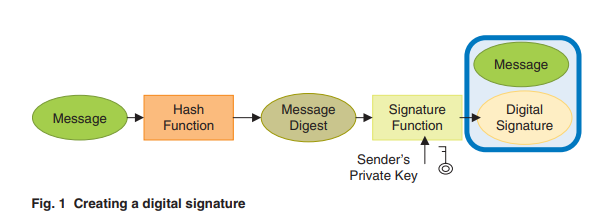 Message
Hash
Function
Message
Digest
Signature
Function
Sender's
Private Key
Message
Digital
Signature
Fig. 1 Creating a digital signature